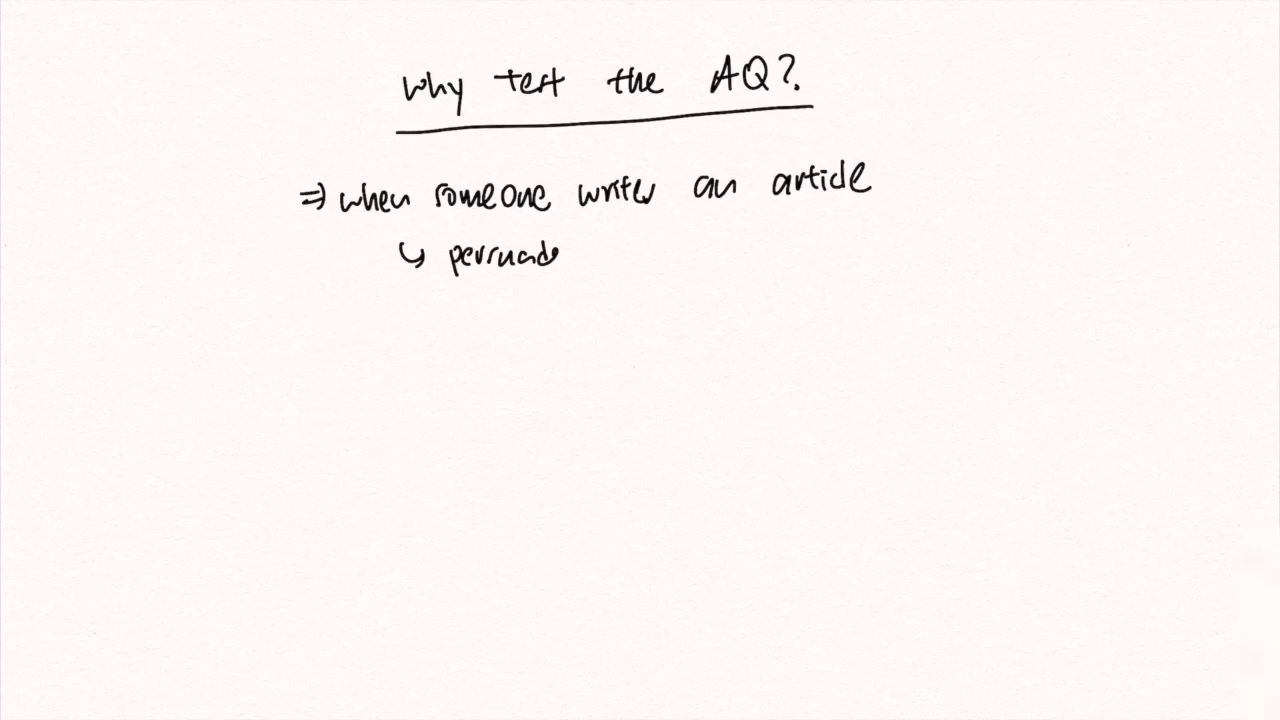 Why test the AQ?
⇒ when someone writes an article
↳ persuade